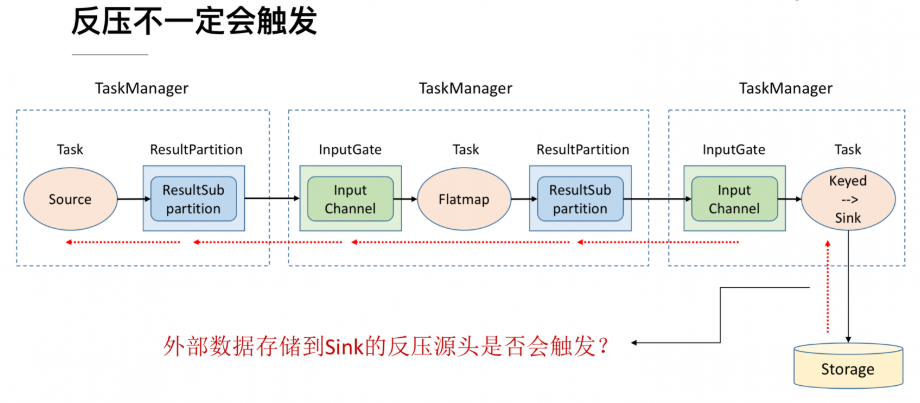 反压不一定会触发
TaskManager
TaskManager
TaskManager
Task
ResultPartition
InputGate
Task
ResultPartition
InputGate
Task
Source
ResultSub
partition
Input
Channel
Flatmap
ResultSub
partition
Input
Channel
Keyed
-->
Sink
外部数据存储到Sink的反压源头是否会触发？
Storage